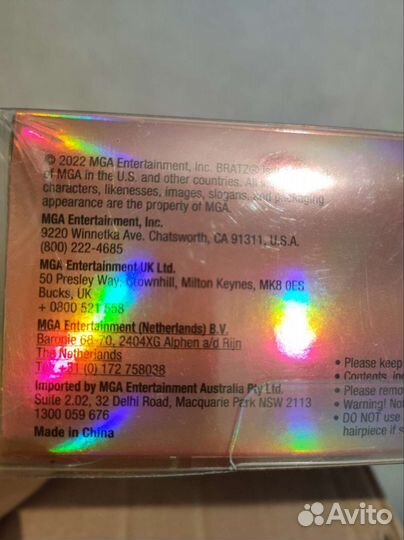 © 2022 MGA Entertainment, Inc. BRATZ® is
of MGA in the U.S. and other countries. All
characters, likenesses, images, slogans, and packaging
appearance are the property of MGA.
MGA Entertainment, Inc.
9220 Winnetka Ave. Chatsworth, CA 91311, U.S.A.
(800) 222-4685
MGA Entertainment UK Ltd.
50 Presley Way, Crownhill, Milton Keynes, MK8 0ES
Bucks, UK
+ 0800 521 558
MGA Entertainment (Netherlands) B.V.
Baronie 68-70, 2404XG Alphen a/d Rijn
The Netherlands
Tel: +31 (0) 172 758038
Imported by MGA Entertainment Australia Pty Ltd.
Suite 2.02, 32 Delhi Road, Macquarie Park NSW 2113
1300 059 676
Made in China
• Please keep
• Contents, inc
• Please remo
• Warning! Not
• DO NOT use
hairpiece if s
Avito